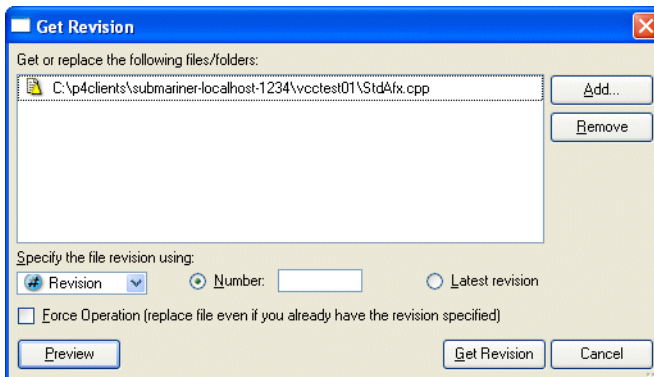 Get Revision
Get or replace the following files/folders:
C:\p4clients\submariner-localhost-1234\vcctest01\StdAfx.cpp
Add...
Remove
Specify the file revision using:
# Revision Number: Latest revision
Force Operation (replace file even if you already have the revision specified)
Preview Get Revision Cancel